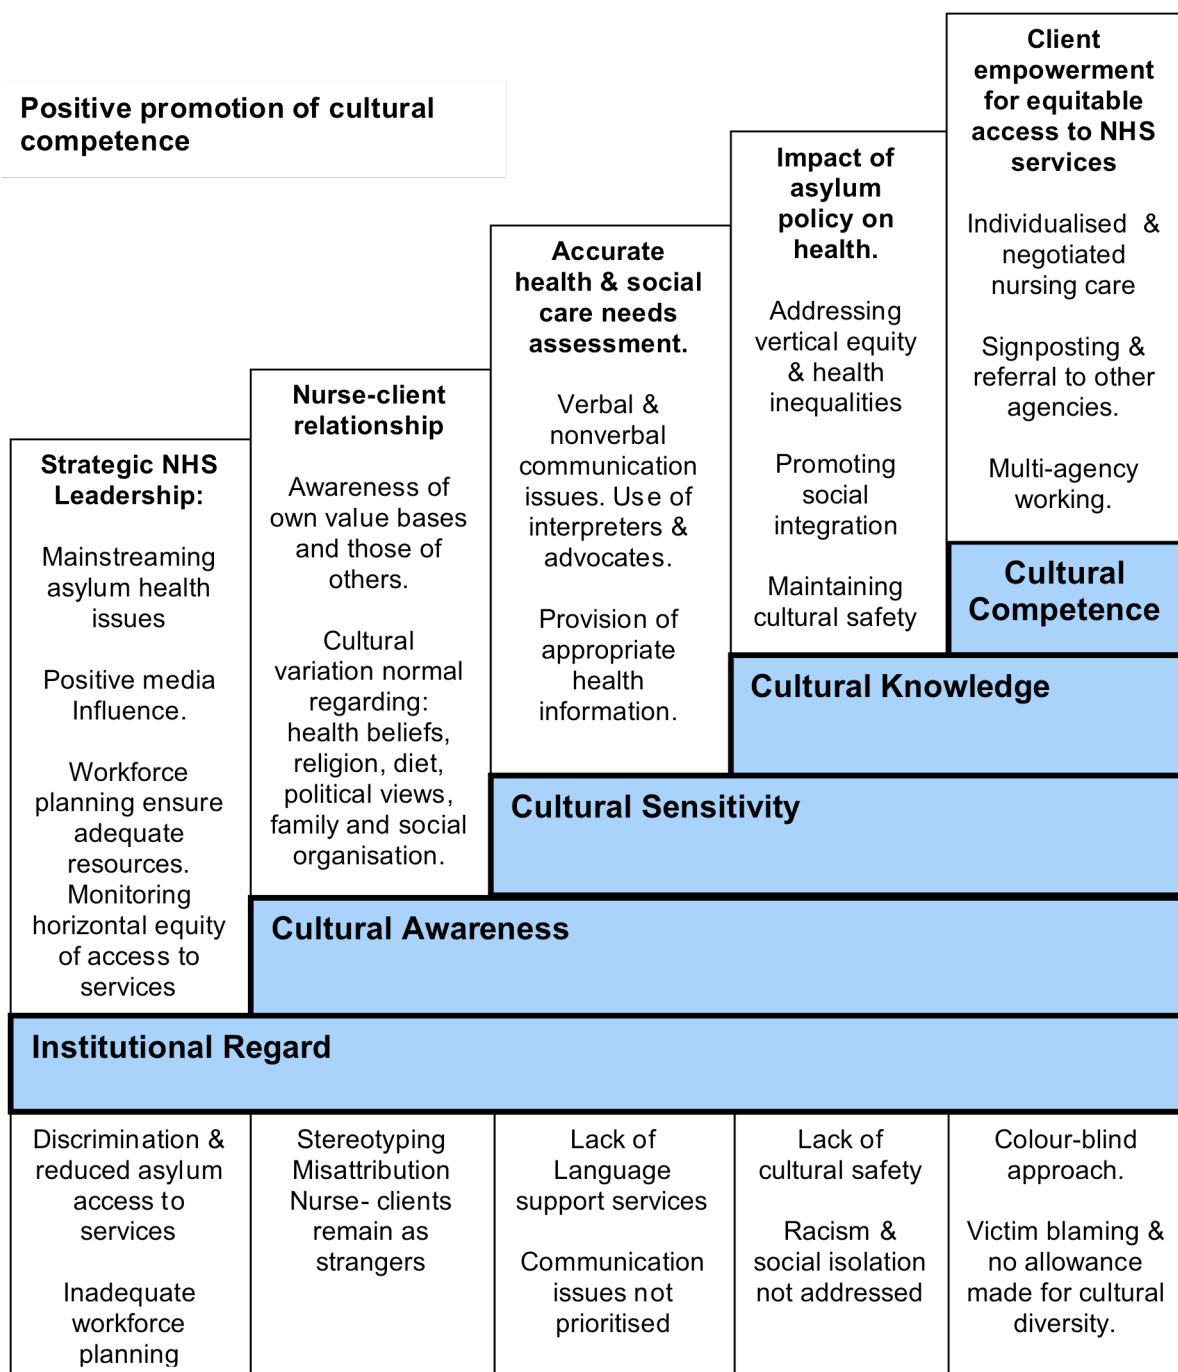 Positive promotion of cultural
competence
Strategic NHS
Leadership:
Mainstreaming
asylum health
issues
Positive media
Influence.
Workforce
planning ensure
adequate
resources.
Monitoring
horizontal equity
of access to
services
Nurse-client
relationship
Awareness of
own value bases
and those of
others.
Cultural
variation normal
regarding:
health beliefs,
religion, diet,
political views,
family and social
organisation.
Accurate
health & social
care needs
assessment.
Verbal &
nonverbal
communication
issues. Use of
interpreters &
advocates.
Provision of
appropriate
health
information.
Impact of
asylum
policy on
health.
Addressing
vertical equity
& health
inequalities
Promoting
social
integration
Maintaining
cultural safety
Client
empowerment
for equitable
access to NHS
services
Individualised &
negotiated
nursing care
Signposting &
referral to other
agencies.
Multi-agency
working.
Cultural
Competence
Cultural Knowledge
Cultural Sensitivity
Cultural Awareness
Institutional Regard
Discrimination &
reduced asylum
access to
services
Inadequate
workforce
planning
Stereotyping
Misattribution
Nurse- clients
remain as
strangers
Lack of
Language
support services
Communication
issues not
prioritised
Lack of
cultural safety
Racism &
social isolation
not addressed
Colour-blind
approach.
Victim blaming &
no allowance
made for cultural
diversity.